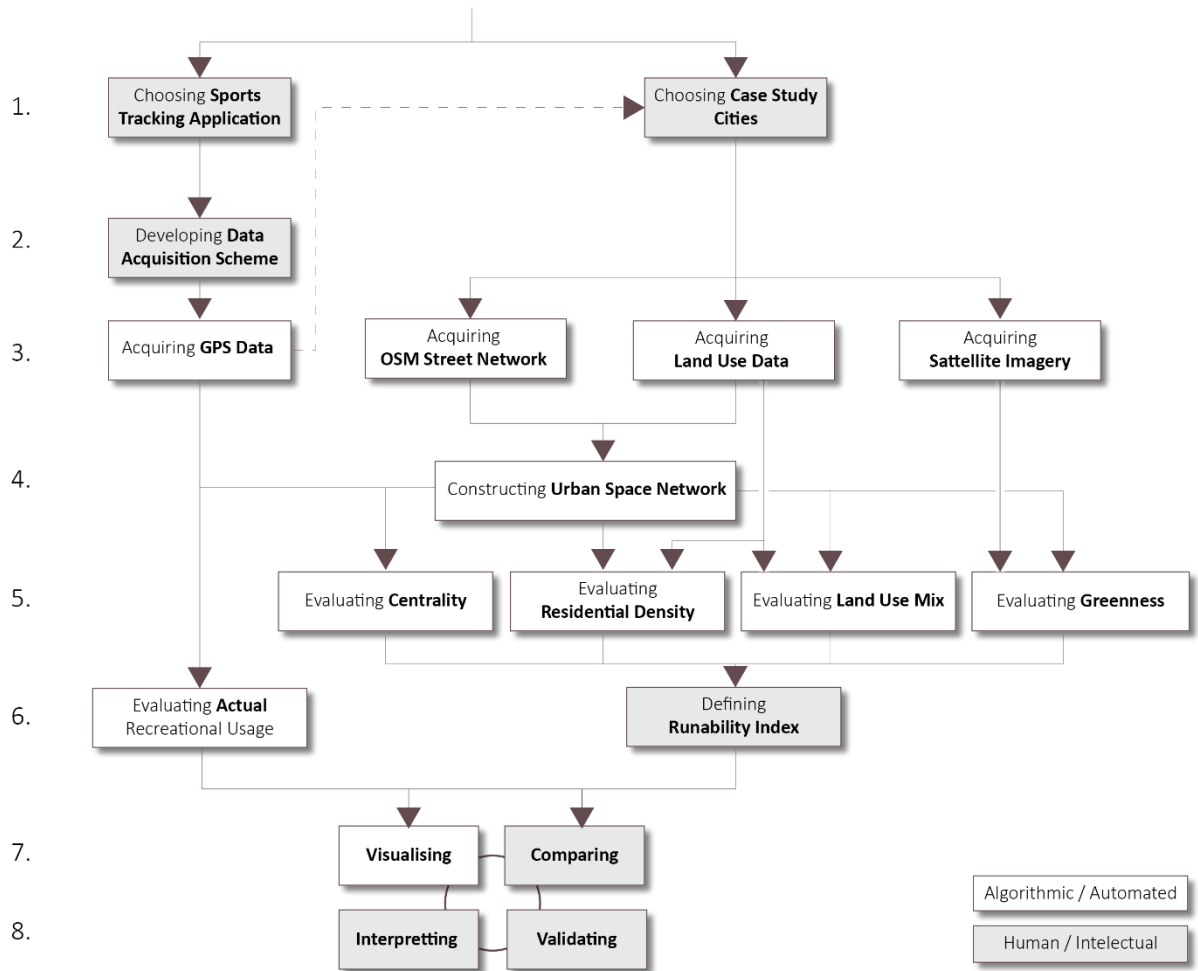 1.
Choosing Sports
Tracking Application
Choosing Case Study
Cities
2.
Developing Data
Acquisition Scheme
3.
Acquiring GPS Data
Acquiring
OSM Street Network
Acquiring
Land Use Data
Acquiring
Sattellite Imagery
4.
Constructing Urban Space Network
5.
Evaluating Centrality
Evaluating
Residential Density
Evaluating Land Use Mix
Evaluating Greenness
6.
Evaluating Actual
Recreational Usage
Defining
Runability Index
7.
Visualising
Comparing
8.
Interpretting
Validating
Algorithmic / Automated
Human / Intelectual